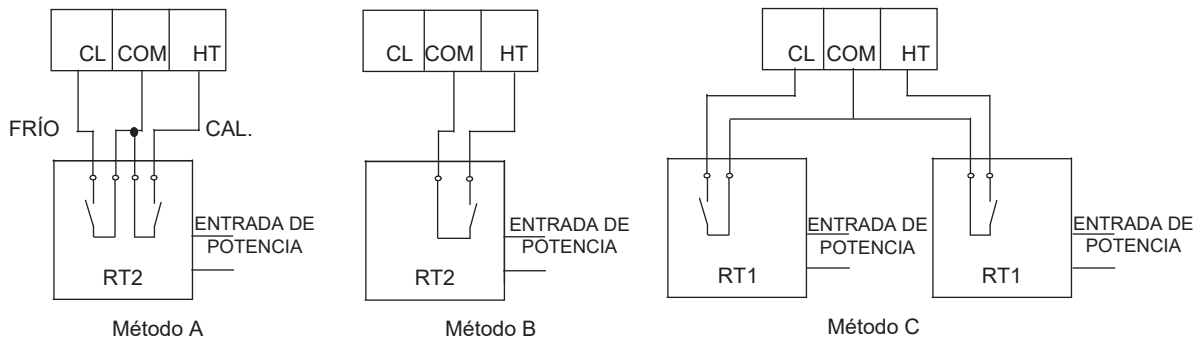 CL COM HT
FRÍO
CAL.
ENTRADA DE
POTENCIA
RT2
Método A
CL COM HT
ENTRADA DE
POTENCIA
RT2
Método B
CL COM HT
ENTRADA DE
POTENCIA
RT1
ENTRADA DE
POTENCIA
RT1
Método C